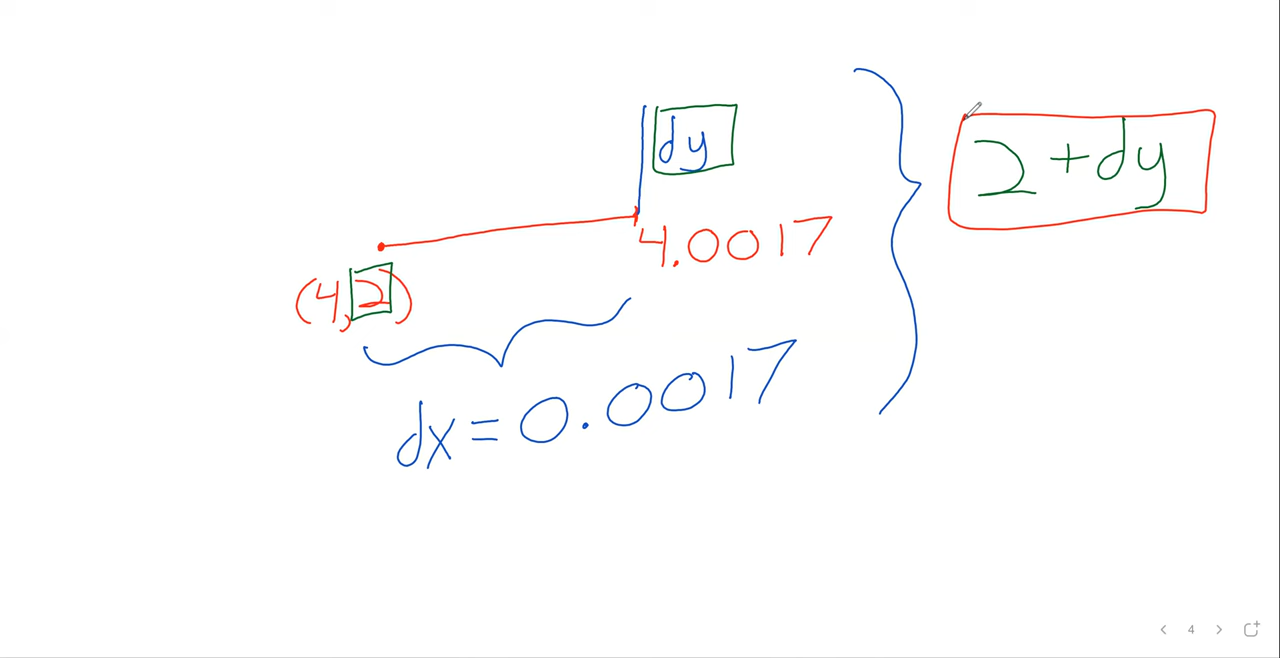 dy
2 + dy
4.0017
(4, 2)
dx = 0.0017
4